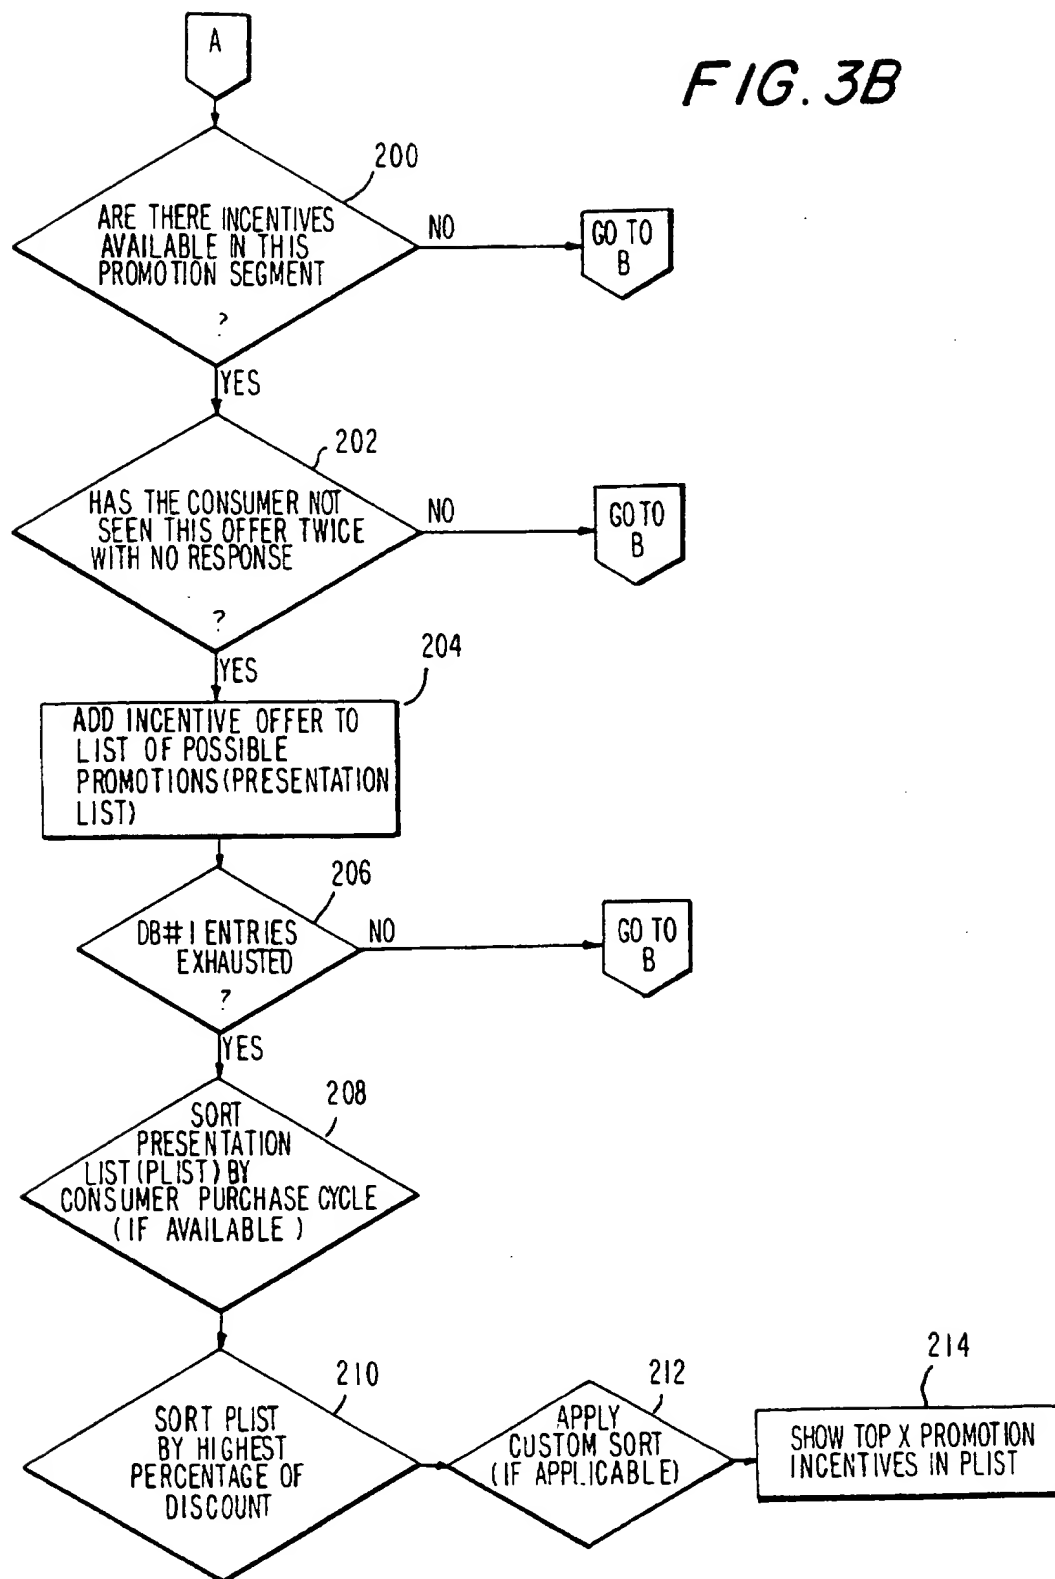 A
FIG. 3B
200
ARE THERE INCENTIVES
AVAILABLE IN THIS
PROMOTION SEGMENT
?
NO
GO TO
B
YES
202
HAS THE CONSUMER NOT
SEEN THIS OFFER TWICE
WITH NO RESPONSE
?
NO
GO TO
B
YES
204
ADD INCENTIVE OFFER TO
LIST OF POSSIBLE
PROMOTIONS (PRESENTATION
LIST)
206
DB#1 ENTRIES
EXHAUSTED
?
NO
GO TO
B
YES
208
SORT
PRESENTATION
LIST (PLIST) BY
CONSUMER PURCHASE CYCLE
(IF AVAILABLE)
210
SORT PLIST
BY HIGHEST
PERCENTAGE OF
DISCOUNT
212
APPLY
CUSTOM SORT
(IF APPLICABLE)
214
SHOW TOP X PROMOTION
INCENTIVES IN PLIST